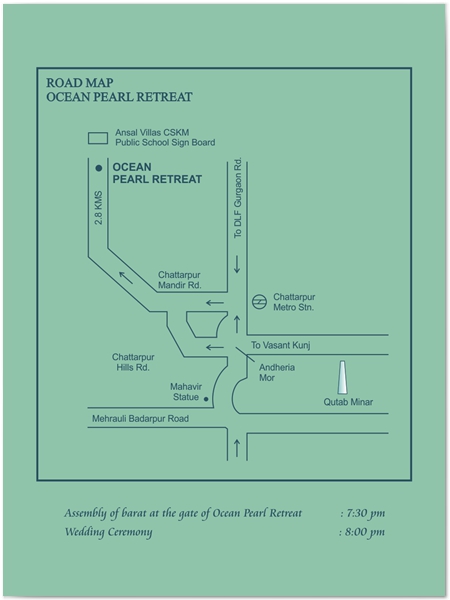 ROAD MAP
OCEAN PEARL RETREAT
Ansal Villas CSKM
Public School Sign Board
OCEAN
PEARL RETREAT
2.8 KMS
To DLF Gurgaon Rd.
Chattarpur
Mandir Rd.
Chattarpur
Metro Stn.
To Vasant Kunj
Chattarpur
Hills Rd.
Andheria
Mor
Mahavir
Statue
Qutab Minar
Mehrauli Badarpur Road
Assembly of barat at the gate of Ocean Pearl Retreat : 7:30 pm
Wedding Ceremony : 8:00 pm